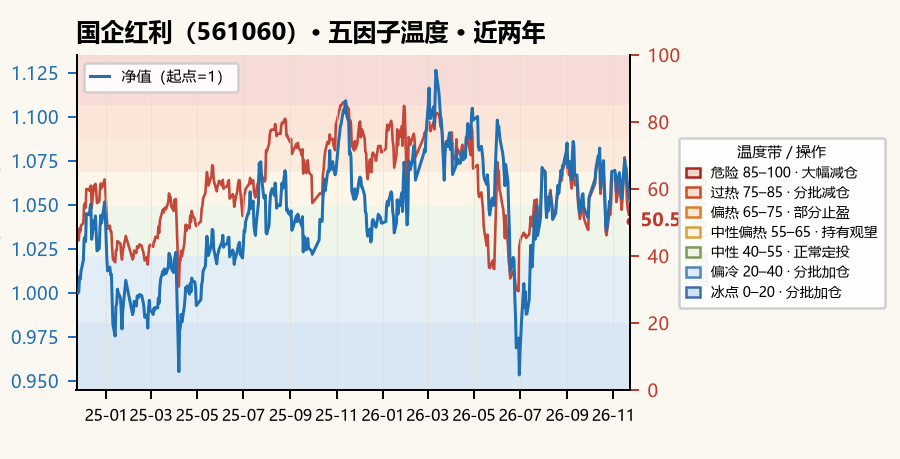 国企红利（561060）· 五因子温度 · 近两年
净值（起点=1）
1.125
1.100
1.075
1.050
1.025
1.000
0.975
0.950
100
80
60
50.5
40
20
0
25-01
25-03
25-05
25-07
25-09
25-11
26-01
26-03
26-05
26-07
26-09
26-11
温度带 / 操作
危险 85–100 · 大幅减仓
过热 75–85 · 分批减仓
偏热 65–75 · 部分止盈
中性偏热 55–65 · 持有观望
中性 40–55 · 正常定投
偏冷 20–40 · 分批加仓
冰点 0–20 · 分批加仓